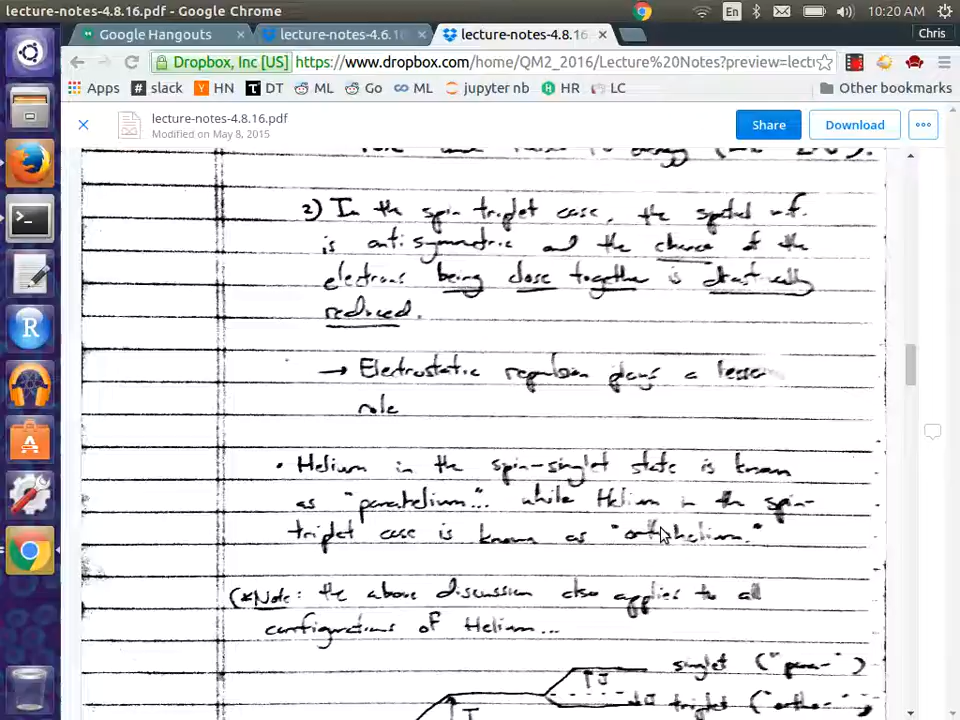 lecture-notes-4.8.16.pdf - Google Chrome
En
10:20 AM
Google Hangouts
lecture-notes-4.6.16
lecture-notes-4.8.16
Chris
Dropbox, Inc [US]
https://www.dropbox.com/home/QM2_2016/Lecture%20Notes?preview=lectu
Apps
slack
HN
DT
ML
Go
ML
jupyter nb
HR
LC
Other bookmarks
lecture-notes-4.8.16.pdf
Modified on May 8, 2015
Share
Download
2) In the spin triplet case, the spatial w.f.
is antisymmetric and the chance of the
electrons being close together is drastically
reduced.
→ Electrostatic repulsion plays a lesser
role
• Helium in the spin-singlet state is known
as "parahelium"... while Helium in the spin-
triplet case is known as "orthohelium."
(*Note: the above discussion also applies to all
configurations of Helium...
singlet ("para-")
J
triplet ("ortho-")
I